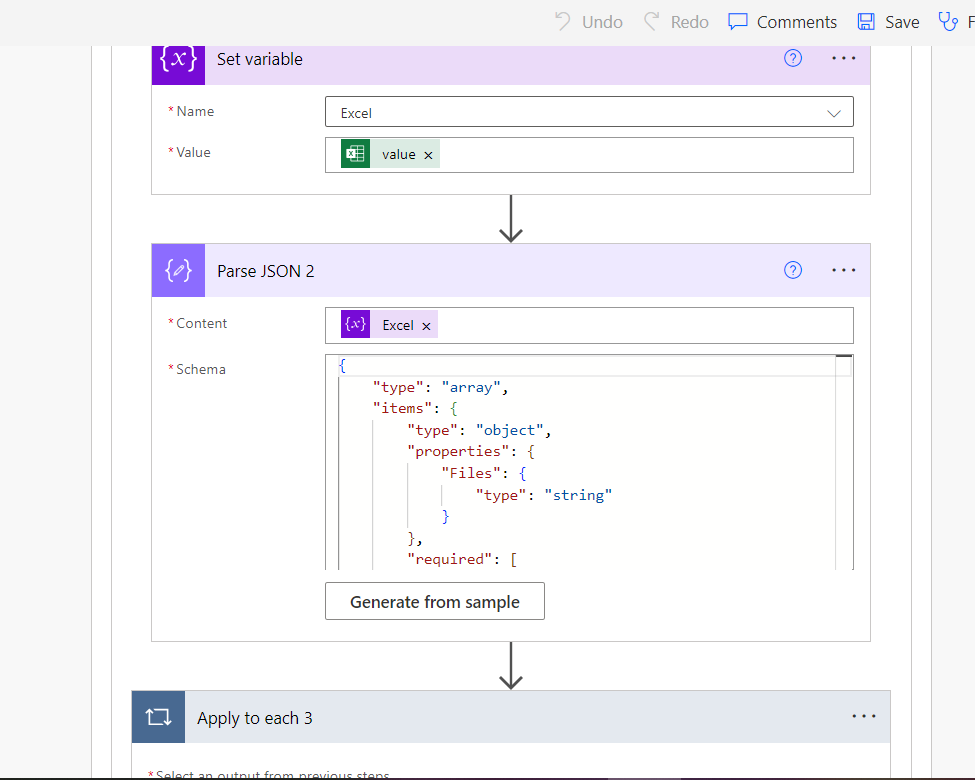 Undo Redo Comments Save F
{x} Set variable ? ...
* Name Excel
* Value value ×
Parse JSON 2 ? ...
* Content {x} Excel ×
* Schema {
"type": "array",
"items": {
"type": "object",
"properties": {
"Files": {
"type": "string"
}
},
"required": [
Generate from sample
Apply to each 3 ...
* Select an output from previous steps